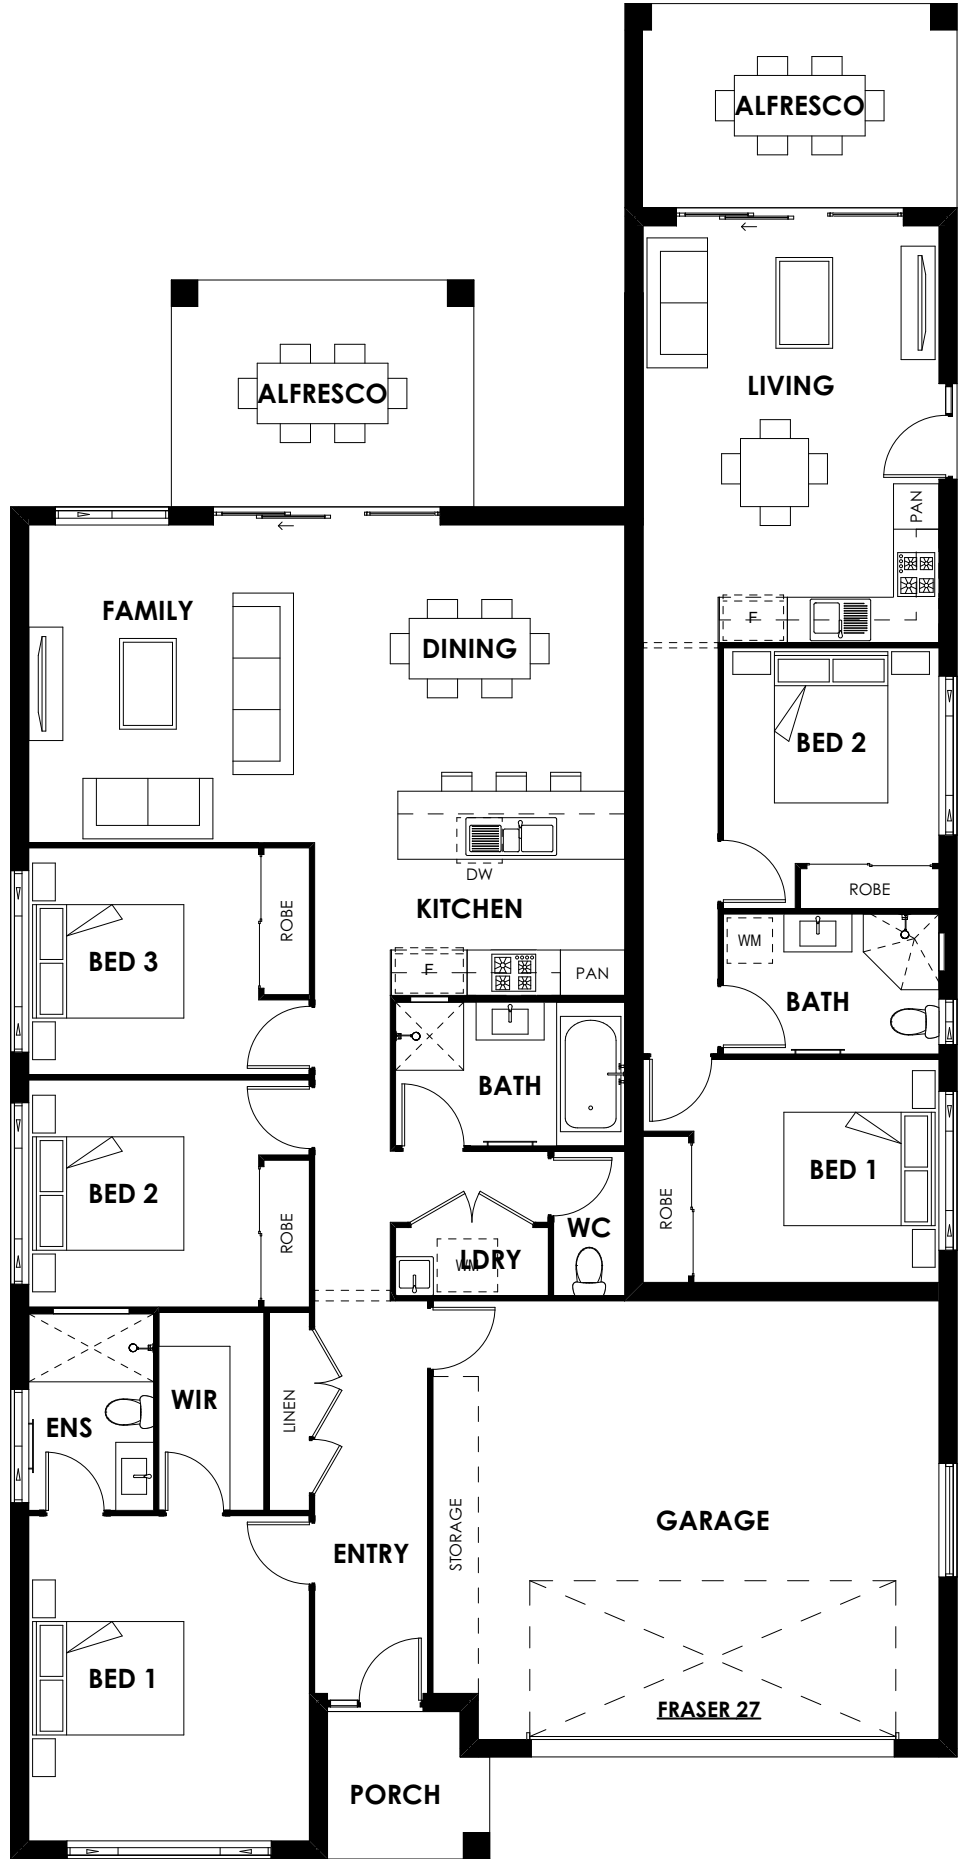 ALFRESCO
LIVING
ALFRESCO
PAN
FAMILY
F
DINING
BED 2
DW
ROBE
KITCHEN
ROBE
BED 3
WM
F
PAN
BATH
BATH
BED 2
ROBE
BED 1
ROBE
WC
LDRY
WM
WIR
LINEN
ENS
STORAGE
GARAGE
ENTRY
BED 1
FRASER 27
PORCH